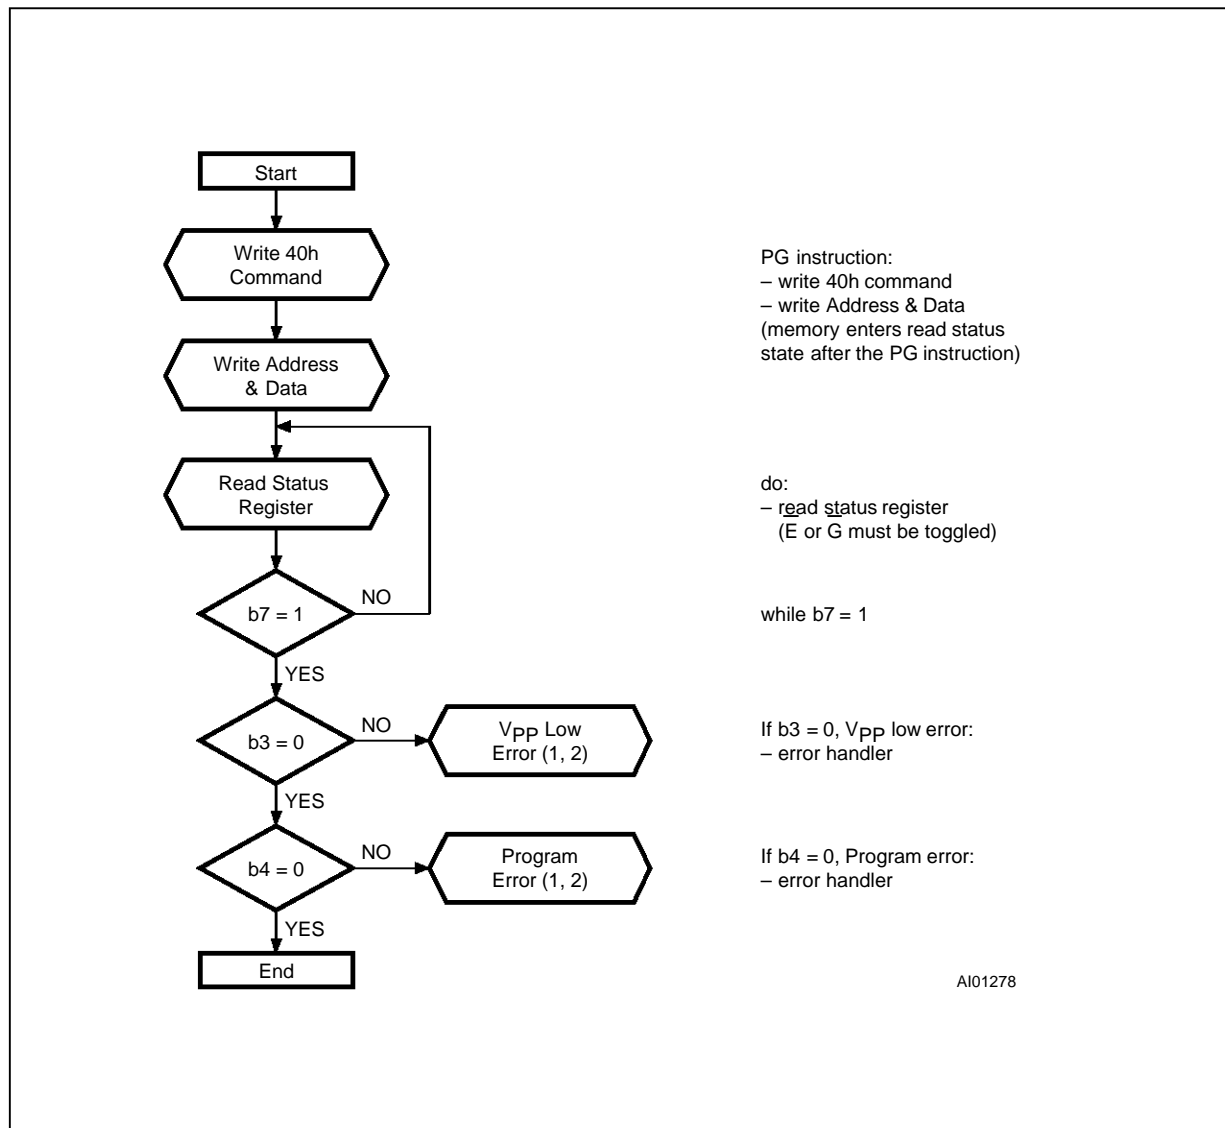 Start
Write 40h
Command
PG instruction:
– write 40h command
– write Address & Data
(memory enters read status
state after the PG instruction)
Write Address
& Data
Read Status
Register
do:
– read status register
(E̅ or G̅ must be toggled)
b7 = 1
NO
while b7 = 1
YES
b3 = 0
NO
VPP Low
Error (1, 2)
If b3 = 0, VPP low error:
– error handler
YES
b4 = 0
NO
Program
Error (1, 2)
If b4 = 0, Program error:
– error handler
YES
End
AI01278